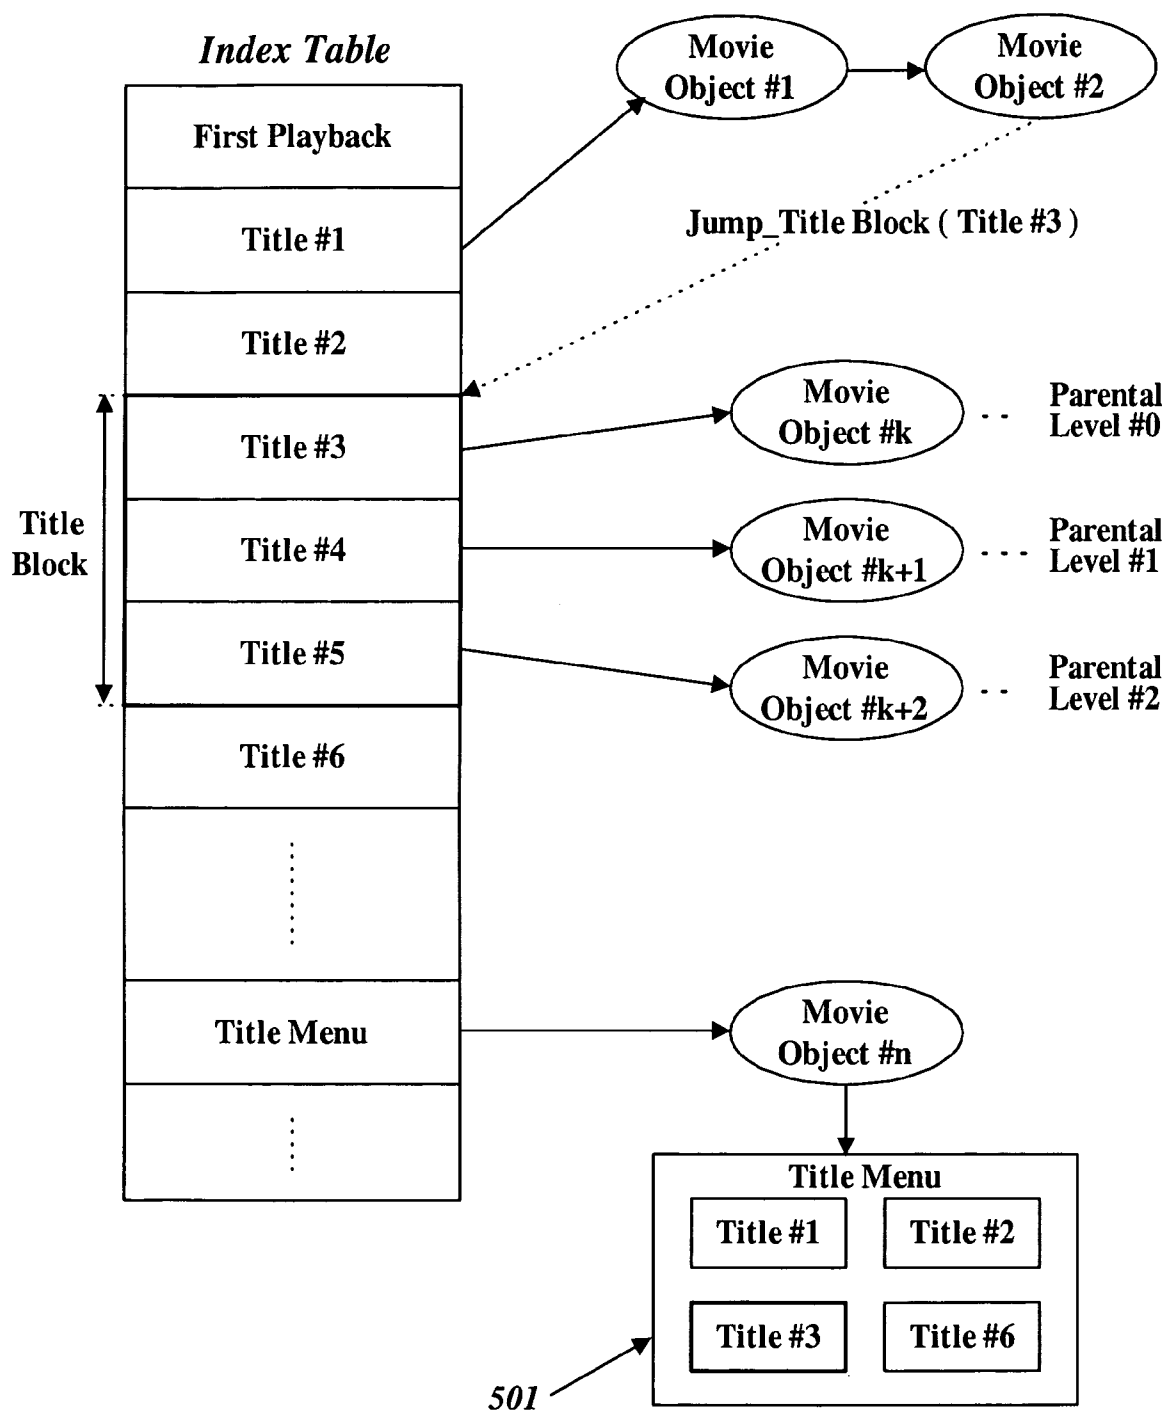 Index Table
First Playback
Title #1
Title #2
Title #3
Title #4
Title #5
Title #6
Title Menu
Title
Block
Movie
Object #1
Movie
Object #2
Jump_Title Block ( Title #3 )
Movie
Object #k
Parental
Level #0
Movie
Object #k+1
Parental
Level #1
Movie
Object #k+2
Parental
Level #2
Movie
Object #n
Title Menu
Title #1
Title #2
Title #3
Title #6
501